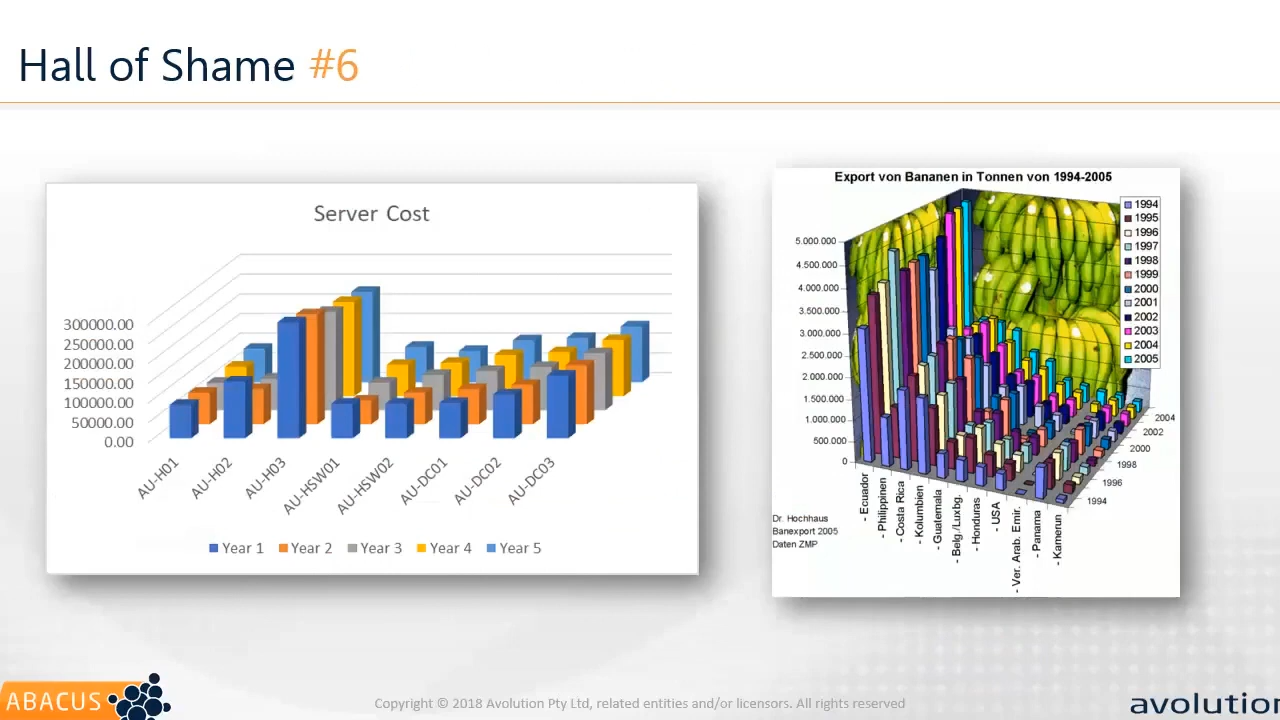 Hall of Shame #6
Server Cost
300000.00
250000.00
200000.00
150000.00
100000.00
50000.00
0.00
AU-H01
AU-H02
AU-H03
AU-HSW01
AU-HSW02
AU-DC01
AU-DC02
AU-DC03
Year 1 Year 2 Year 3 Year 4 Year 5
Export von Bananen in Tonnen von 1994-2005
5.000.000
4.500.000
4.000.000
3.500.000
3.000.000
2.500.000
2.000.000
1.500.000
1.000.000
500.000
0
1994
1995
1996
1997
1998
1999
2000
2001
2002
2003
2004
2005
2004
2002
2000
1998
1996
1994
- Ecuador
- Philippinen
- Costa Rica
- Kolumbien
- Guatemala
- Belg./Luxbg.
- Honduras
- USA
- Ver. Arab. Emir.
- Panama
- Kamerun
Dr. Hochhaus
Banexport 2005
Daten ZMP
ABACUS
Copyright © 2018 Avolution Pty Ltd, related entities and/or licensors. All rights reserved
avolution